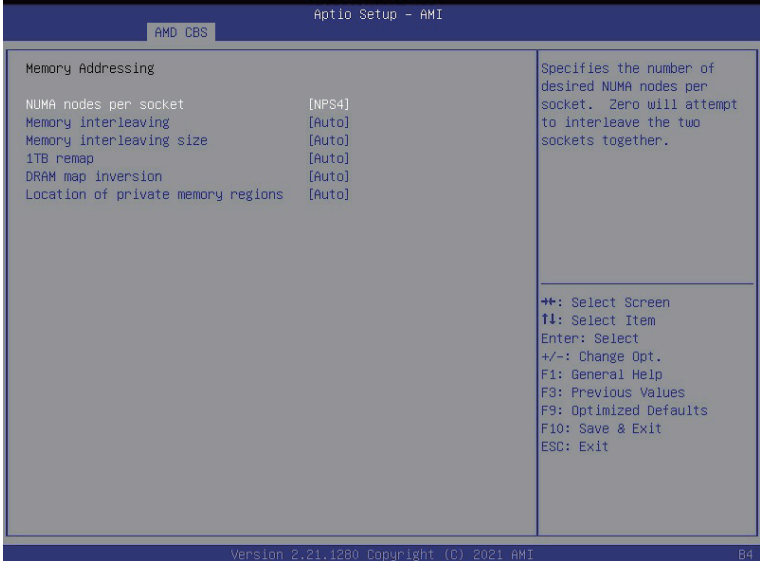 Aptio Setup - AMI
AMD CBS
Memory Addressing
NUMA nodes per socket [NPS4]
Memory interleaving [Auto]
Memory interleaving size [Auto]
1TB remap [Auto]
DRAM map inversion [Auto]
Location of private memory regions [Auto]
Specifies the number of
desired NUMA nodes per
socket.  Zero will attempt
to interleave the two
sockets together.
→←: Select Screen
↑↓: Select Item
Enter: Select
+/-: Change Opt.
F1: General Help
F3: Previous Values
F9: Optimized Defaults
F10: Save & Exit
ESC: Exit
Version 2.21.1280 Copyright (C) 2021 AMI
B4